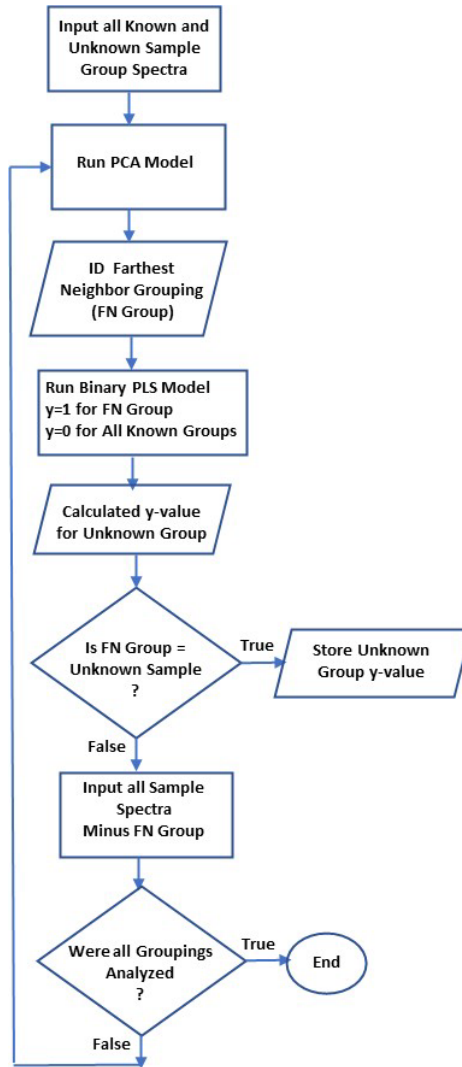 Input all Known and
Unknown Sample
Group Spectra
Run PCA Model
ID Farthest
Neighbor Grouping
(FN Group)
Run Binary PLS Model
y=1 for FN Group
y=0 for All Known Groups
Calculated y-value
for Unknown Group
Is FN Group =
Unknown Sample
?
True
Store Unknown
Group y-value
False
Input all Sample
Spectra
Minus FN Group
Were all Groupings
Analyzed
?
True
End
False